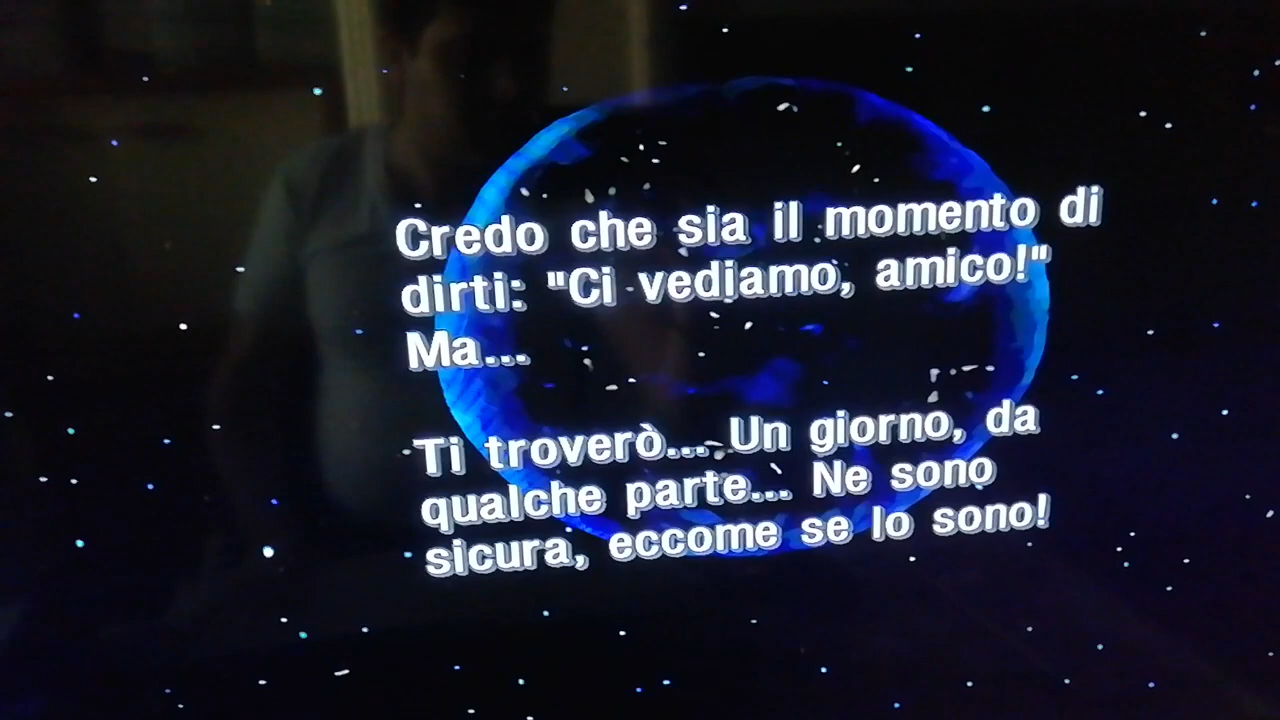 Credo che sia il momento di
dirti: "Ci vediamo, amico!"
Ma...
Ti troverò... Un giorno, da
qualche parte... Ne sono
sicura, eccome se lo sono!